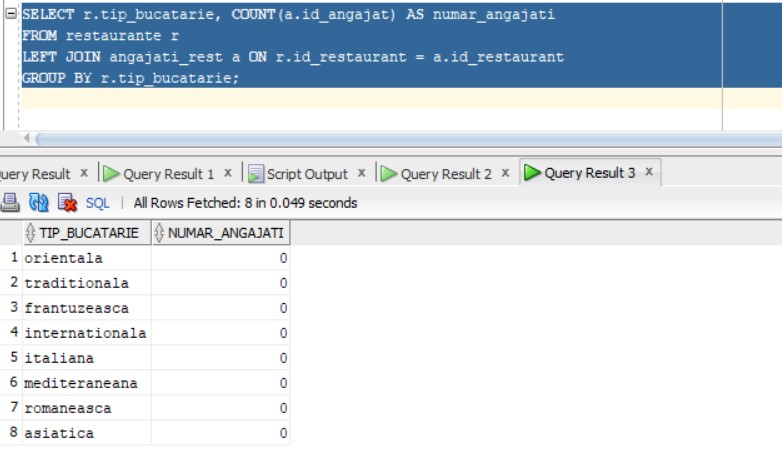 SELECT r.tip_bucatarie, COUNT(a.id_angajat) AS numar_angajati
FROM restaurante r
LEFT JOIN angajati_rest a ON r.id_restaurant = a.id_restaurant
GROUP BY r.tip_bucatarie;
uery Result x Query Result 1 x Script Output x Query Result 2 x Query Result 3 x
SQL | All Rows Fetched: 8 in 0.049 seconds
TIP_BUCATARIE NUMAR_ANGAJATI
1 orientala 0
2 traditionala 0
3 frantuzeasca 0
4 internationala 0
5 italiana 0
6 mediteraneana 0
7 romaneasca 0
8 asiatica 0